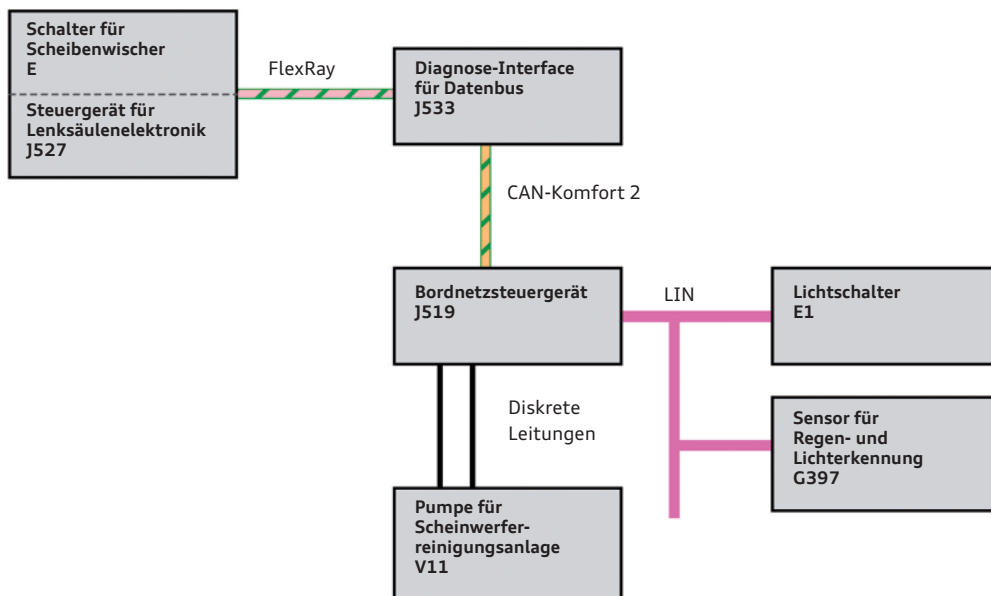 Schalter für
Scheibenwischer
E
Steuergerät für
Lenksäulenelektronik
J527
FlexRay
Diagnose-Interface
für Datenbus
J533
CAN-Komfort 2
Bordnetzsteuergerät
J519
LIN
Lichtschalter
E1
Diskrete
Leitungen
Sensor für
Regen- und
Lichterkennung
G397
Pumpe für
Scheinwerfer-
reinigungsanlage
V11